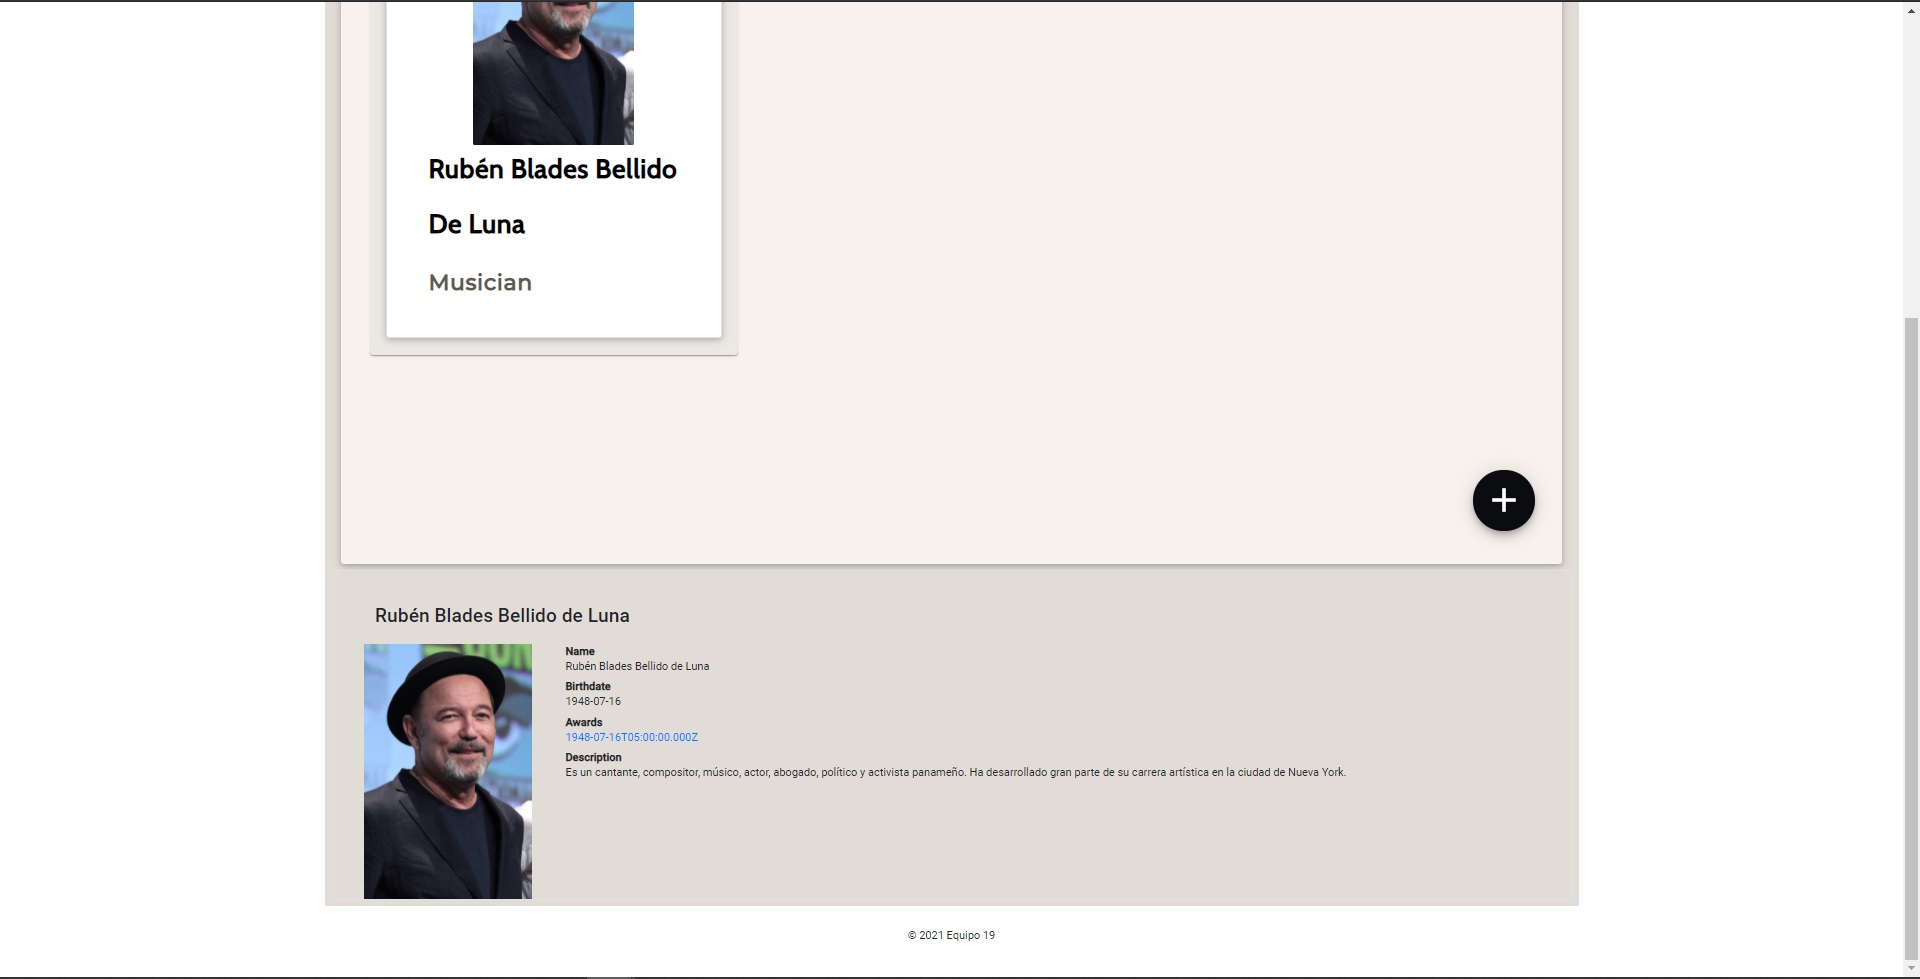 Rubén Blades Bellido
De Luna
Musician
Rubén Blades Bellido de Luna
Name
Rubén Blades Bellido de Luna
Birthdate
1948-07-16
Awards
1948-07-16T05:00:00.000Z
Description
Es un cantante, compositor, músico, actor, abogado, político y activista panameño. Ha desarrollado gran parte de su carrera artística en la ciudad de Nueva York.
© 2021 Equipo 19